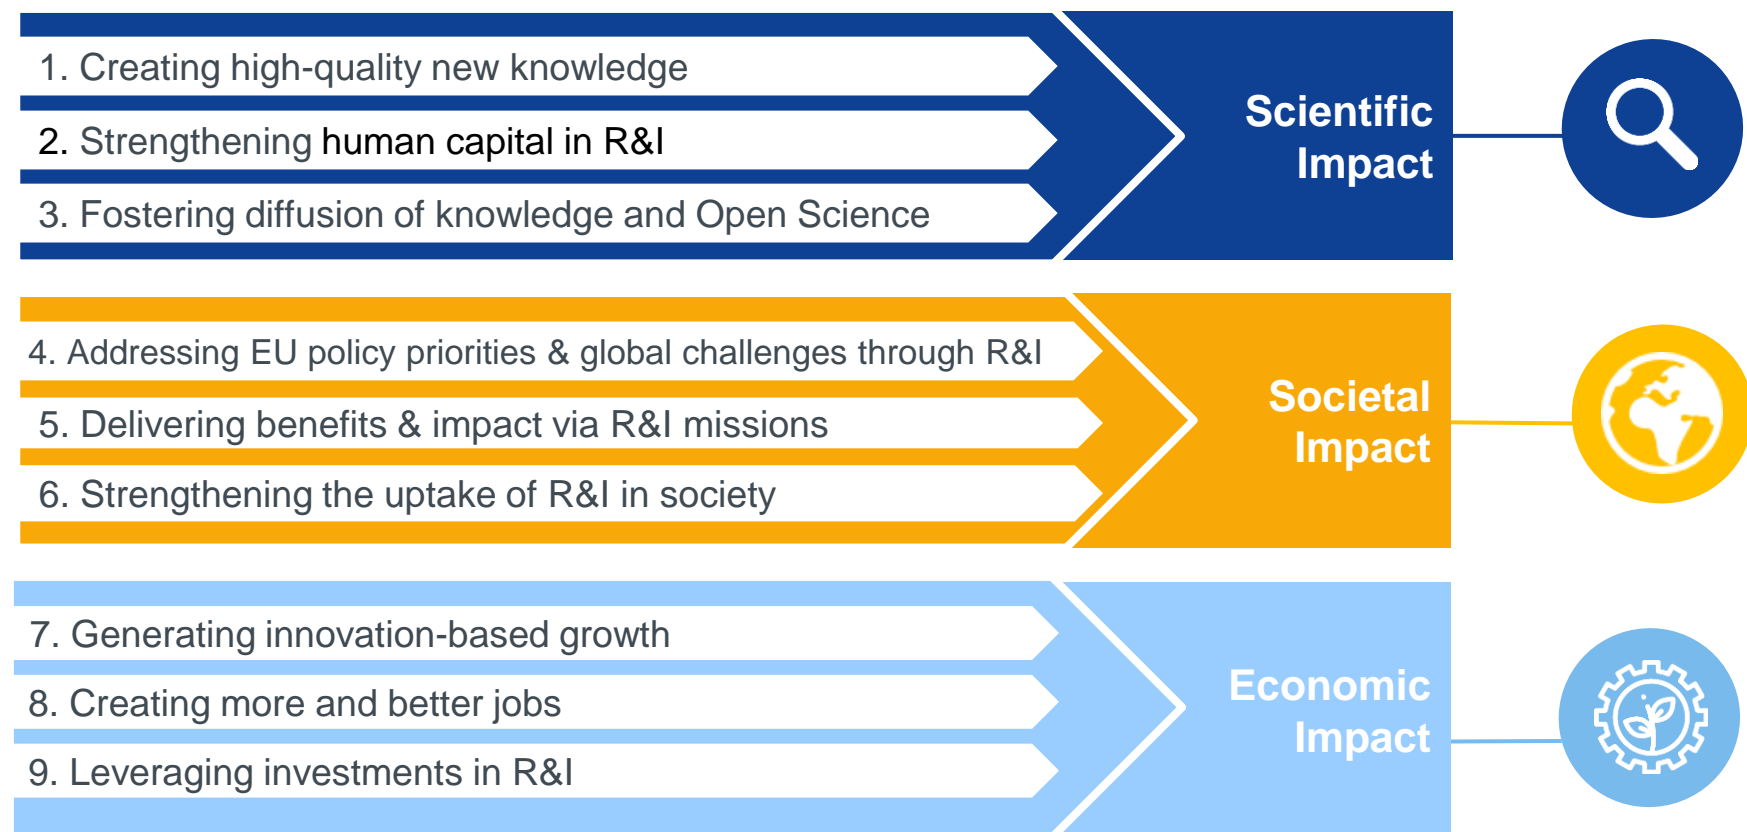 1. Creating high-quality new knowledge
2. Strengthening human capital in R&I
3. Fostering diffusion of knowledge and Open Science
Scientific
Impact
4. Addressing EU policy priorities & global challenges through R&I
5. Delivering benefits & impact via R&I missions
6. Strengthening the uptake of R&I in society
Societal
Impact
7. Generating innovation-based growth
8. Creating more and better jobs
9. Leveraging investments in R&I
Economic
Impact